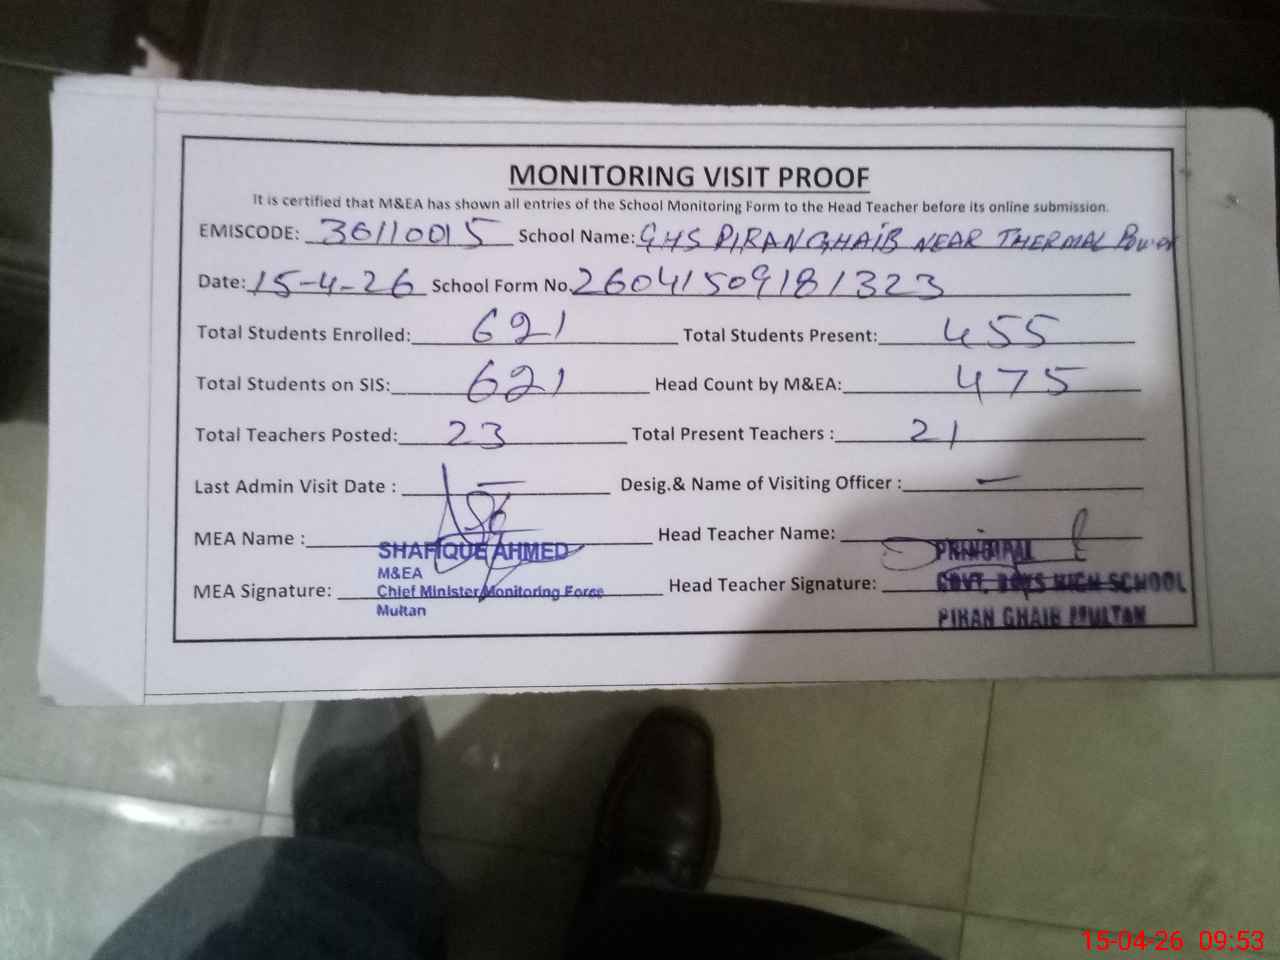 MONITORING VISIT PROOF
It is certified that M&EA has shown all entries of the School Monitoring Form to the Head Teacher before its online submission.
EMISCODE: 36110015 School Name: GHS PIRANGHAIB NEAR THERMAL Power
Date: 15-4-26 School Form No. 26041509181323
Total Students Enrolled: 621 Total Students Present: 455
Total Students on SIS: 621 Head Count by M&EA: 475
Total Teachers Posted: 23 Total Present Teachers : 21
Last Admin Visit Date : — Desig.& Name of Visiting Officer : —
MEA Name : Head Teacher Name:
SHAFIQUE AHMED PRINCIPAL
M&EA
MEA Signature: Head Teacher Signature:
Chief Minister Monitoring Force GOVT. BOYS HIGH SCHOOL
Multan PIRAN GHAIB MULTAN
15-04-26 09:53